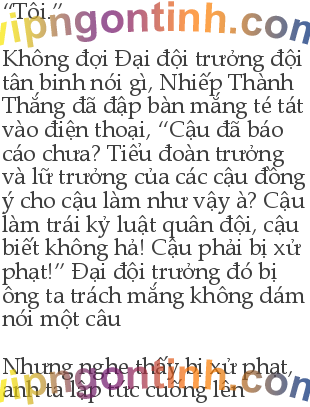 “Tôi.”
vipngontinh.com
Không đợi Đại đội trưởng đội
tân binh nói gì, Nhiếp Thành
Thắng đã đập bàn mắng té tát
vào điện thoại, “Cậu đã báo
cáo chưa? Tiểu đoàn trưởng
và lữ trưởng của các cậu đồng
ý cho cậu làm như vậy à? Cậu
làm trái kỷ luật quân đội, cậu
biết không hả! Cậu phải bị xử
phạt!” Đại đội trưởng đó bị
ông ta trách mắng không dám
nói một câu
Nhưng nghe thấy bị xử phạt,
vipngontinh.com
anh ta lập tức cuống lên